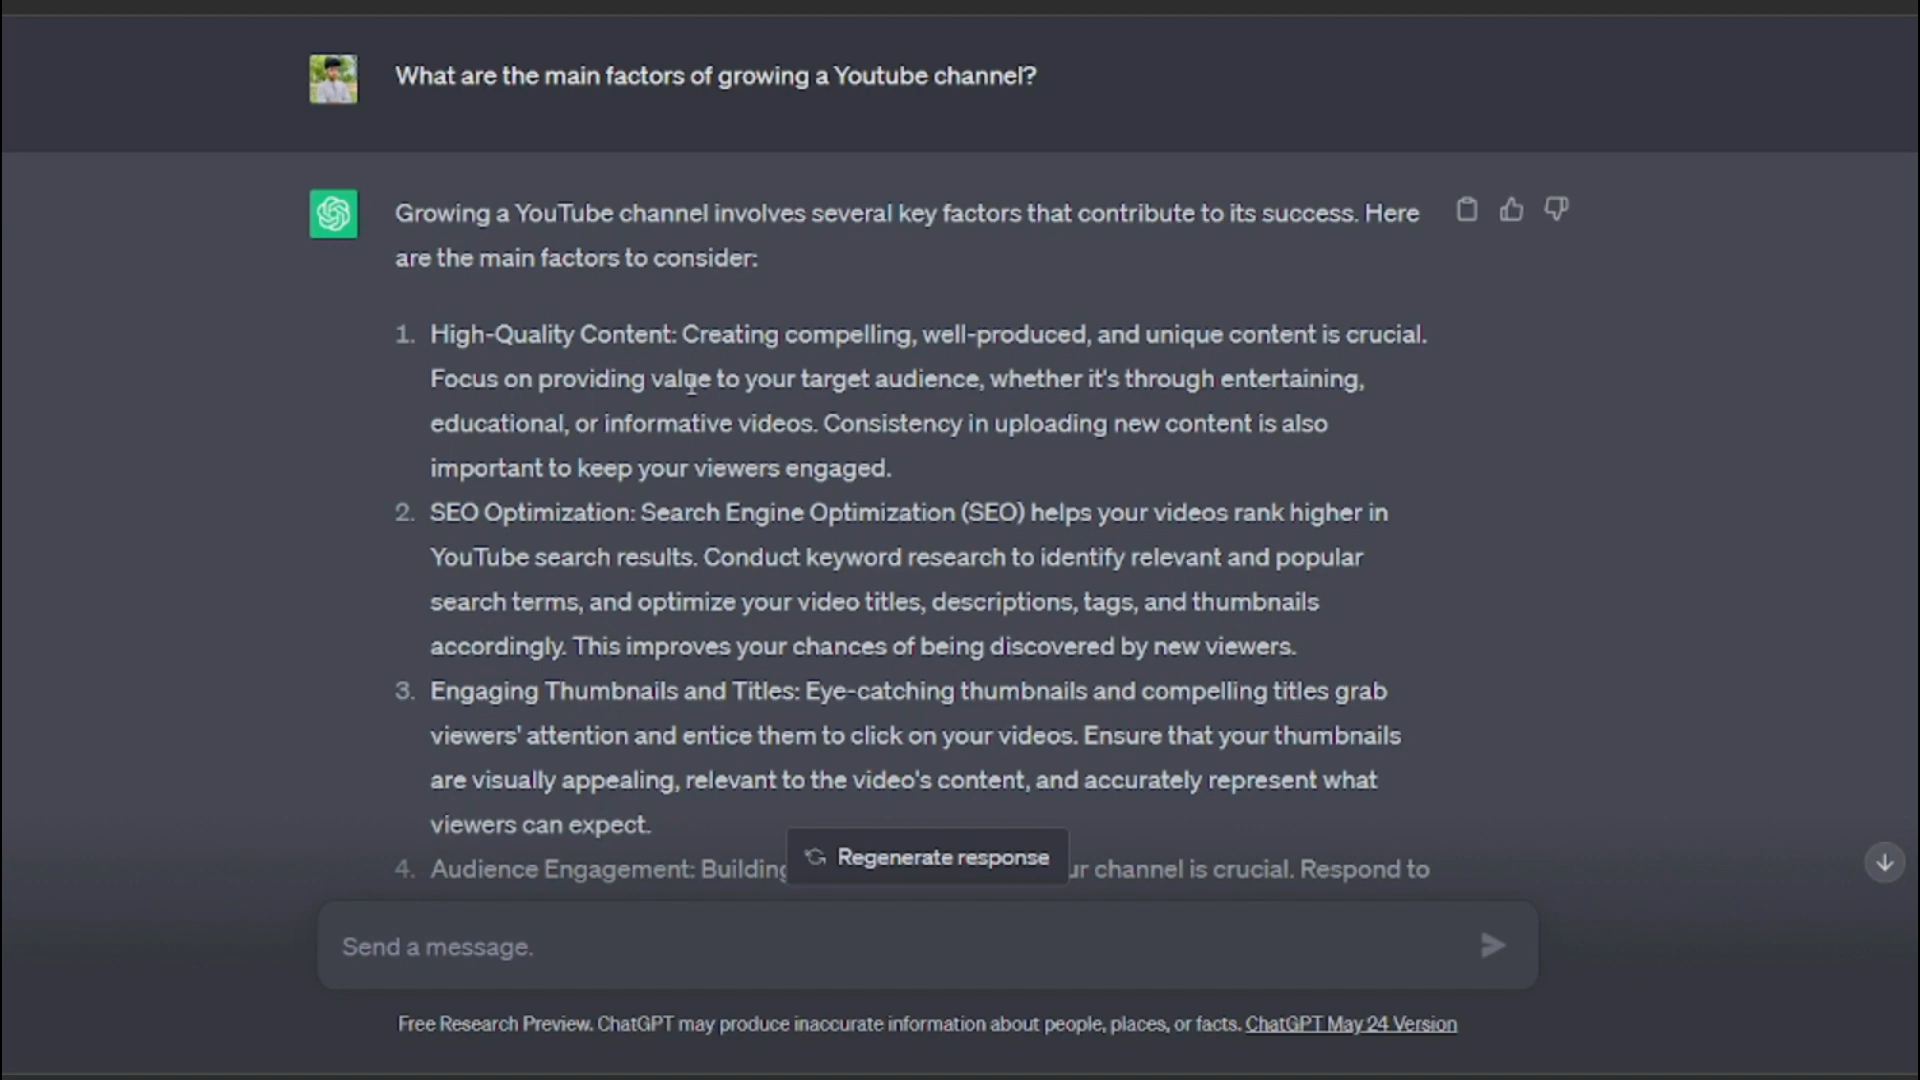 What are the main factors of growing a Youtube channel?
Growing a YouTube channel involves several key factors that contribute to its success. Here
are the main factors to consider:
1. High-Quality Content: Creating compelling, well-produced, and unique content is crucial.
Focus on providing value to your target audience, whether it's through entertaining,
educational, or informative videos. Consistency in uploading new content is also
important to keep your viewers engaged.
2. SEO Optimization: Search Engine Optimization (SEO) helps your videos rank higher in
YouTube search results. Conduct keyword research to identify relevant and popular
search terms, and optimize your video titles, descriptions, tags, and thumbnails
accordingly. This improves your chances of being discovered by new viewers.
3. Engaging Thumbnails and Titles: Eye-catching thumbnails and compelling titles grab
viewers' attention and entice them to click on your videos. Ensure that your thumbnails
are visually appealing, relevant to the video's content, and accurately represent what
viewers can expect.
4. Audience Engagement: Building channel is crucial. Respond to
Regenerate response
Send a message.
Free Research Preview. ChatGPT may produce inaccurate information about people, places, or facts. ChatGPT May 24 Version